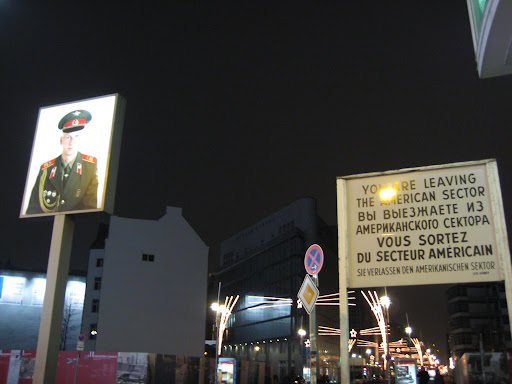 YOU ARE LEAVING
THE AMERICAN SECTOR
ВЫ ВЫЕЗЖАЕТЕ ИЗ
АМЕРИКАНСКОГО СЕКТОРА
VOUS SORTEZ
DU SECTEUR AMÉRICAIN
SIE VERLASSEN DEN AMERIKANISCHEN SEKTOR